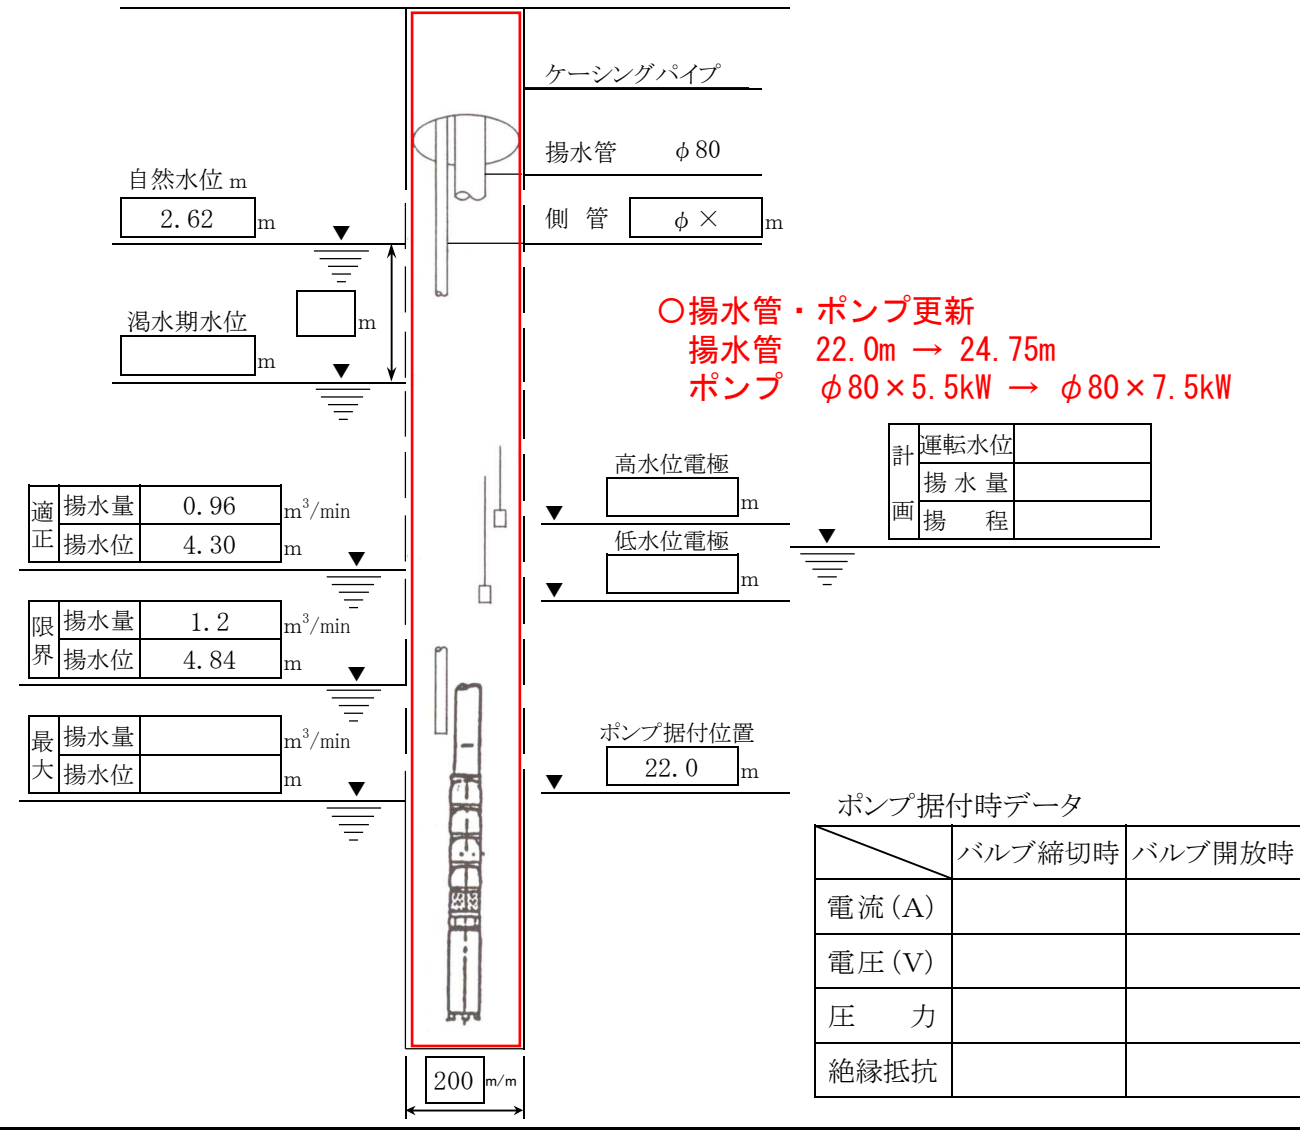 ケーシングパイプ
揚水管 φ80
自然水位 m
2.62 m
側 管 φ × m
渇水期水位
m
m
〇揚水管・ポンプ更新
揚水管 22.0m → 24.75m
ポンプ φ80×5.5kW → φ80×7.5kW
計画
運転水位
揚 水 量
揚 程
高水位電極
m
低水位電極
m
適正
揚水量 0.96 m³/min
揚水位 4.30 m
限界
揚水量 1.2 m³/min
揚水位 4.84 m
最大
揚水量 m³/min
揚水位 m
ポンプ据付位置
22.0 m
ポンプ据付時データ
バルブ締切時 バルブ開放時
電流(A)
電圧(V)
圧 力
絶縁抵抗
200 m/m